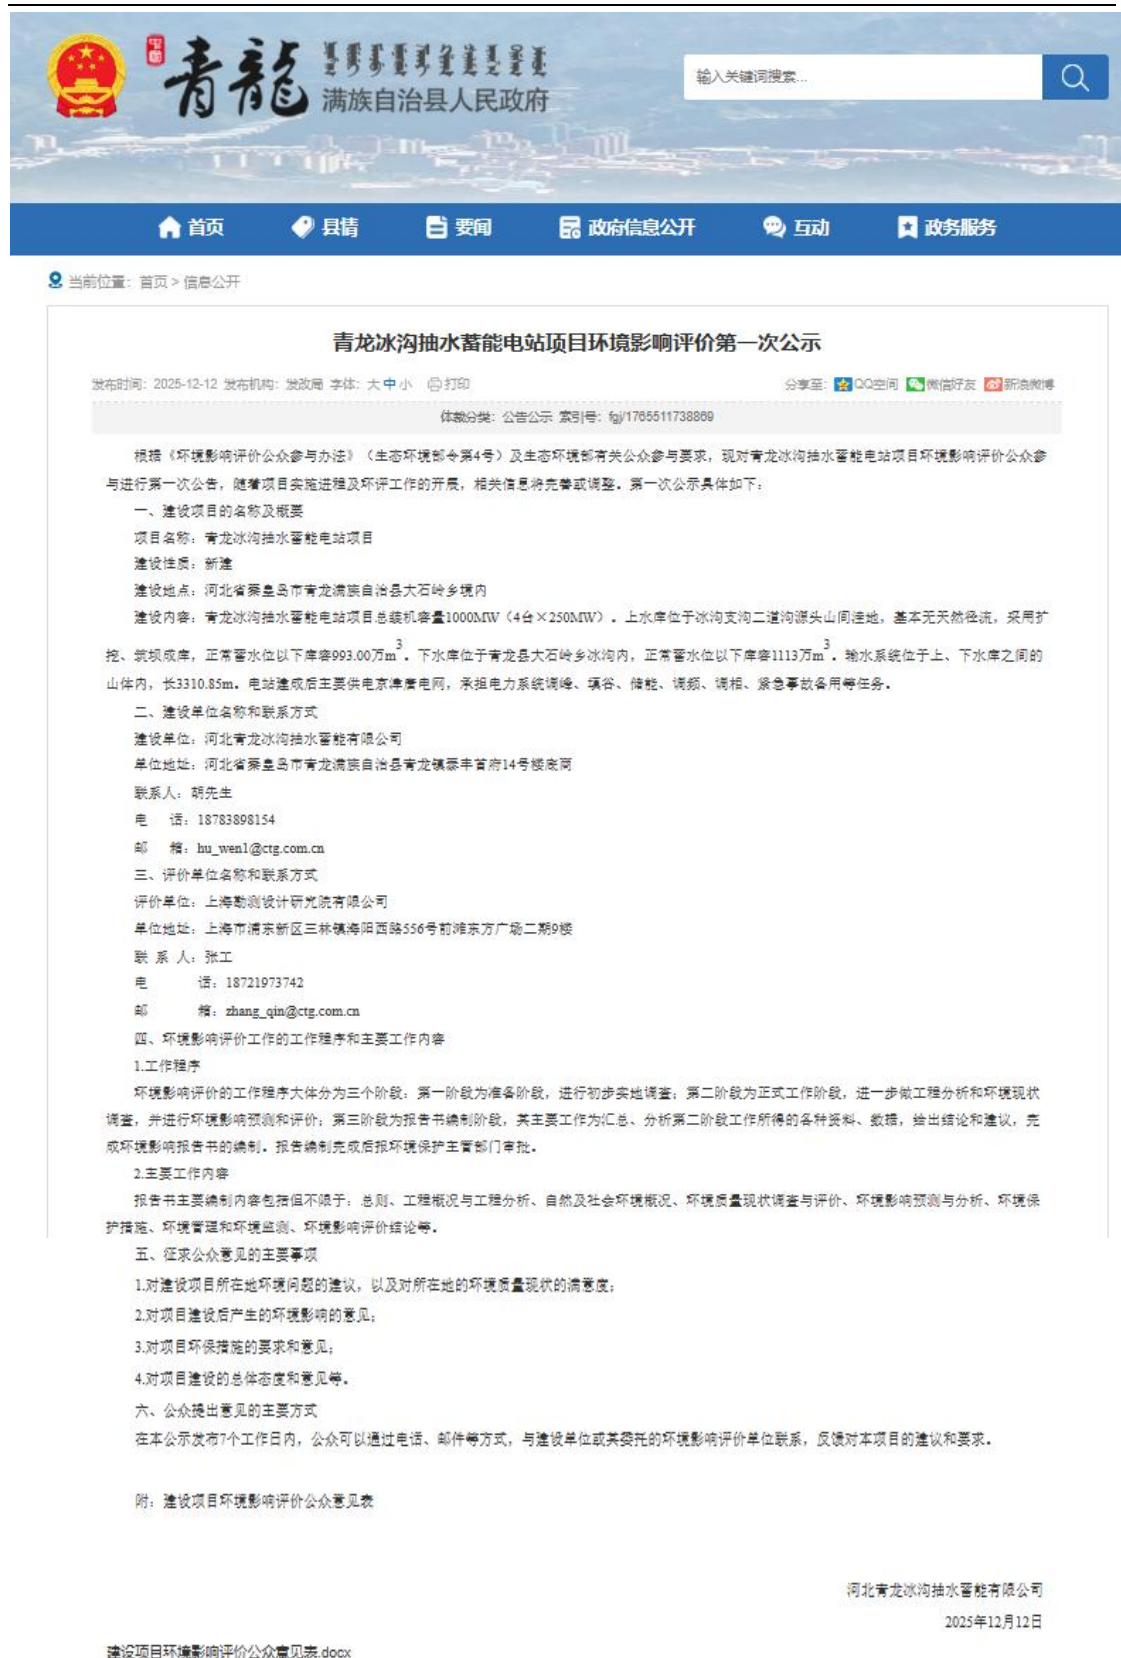 中国
青龍
满族自治县人民政府
输入关键词搜索...
首页 县情 要闻 政府信息公开 互动 政务服务
当前位置：首页 > 信息公开
青龙冰沟抽水蓄能电站项目环境影响评价第一次公示
发布时间：2025-12-12 发布机构：发改局 字体：大 中 小 打印 分享至：QQ空间 微信好友 新浪微博
体裁分类：公告公示 索引号：fgj/1765511738869
根据《环境影响评价公众参与办法》（生态环境部令第4号）及生态环境部有关公众参与要求，现对青龙冰沟抽水蓄能电站项目环境影响评价公众参
与进行第一次公告，随着项目实施进程及环评工作的开展，相关信息将完善或调整。第一次公示具体如下：
一、建设项目的名称及概要
项目名称：青龙冰沟抽水蓄能电站项目
建设性质：新建
建设地点：河北省秦皇岛市青龙满族自治县大石岭乡境内
建设内容：青龙冰沟抽水蓄能电站项目总装机容量1000MW（4台×250MW）。上水库位于冰沟支沟二道沟源头山间洼地，基本无天然径流，采用扩
挖、筑坝成库，正常蓄水位以下库容993.00万m³。下水库位于青龙县大石岭乡冰沟内，正常蓄水位以下库容1113万m³。输水系统位于上、下水库之间的
山体内，长3310.85m。电站建成后主要供电京津唐电网，承担电力系统调峰、填谷、储能、调频、调相、紧急事故备用等任务。
二、建设单位名称和联系方式
建设单位：河北青龙冰沟抽水蓄能有限公司
单位地址：河北省秦皇岛市青龙满族自治县青龙镇泰丰首府14号楼底商
联系人：胡先生
电 话：18783898154
邮 箱：hu_wen1@ctg.com.cn
三、评价单位名称和联系方式
评价单位：上海勘测设计研究院有限公司
单位地址：上海市浦东新区三林镇海阳西路556号前滩东方广场二期9楼
联 系 人：张工
电 话：18721973742
邮 箱：zhang_qin@ctg.com.cn
四、环境影响评价工作的工作程序和主要工作内容
1.工作程序
环境影响评价的工作程序大体分为三个阶段：第一阶段为准备阶段，进行初步实地调查；第二阶段为正式工作阶段，进一步做工程分析和环境现状
调查，并进行环境影响预测和评价；第三阶段为报告书编制阶段，其主要工作为汇总、分析第二阶段工作所得的各种资料、数据，给出结论和建议，完
成环境影响报告书的编制。报告编制完成后报环境保护主管部门审批。
2.主要工作内容
报告书主要编制内容包括但不限于：总则、工程概况与工程分析、自然及社会环境概况、环境质量现状调查与评价、环境影响预测与分析、环境保
护措施、环境管理和环境监测、环境影响评价结论等。
五、征求公众意见的主要事项
1.对建设项目所在地环境问题的建议，以及对所在地的环境质量现状的满意度；
2.对项目建设后产生的环境影响的意见；
3.对项目环保措施的要求和意见；
4.对项目建设的总体态度和意见等。
六、公众提出意见的主要方式
在本公示发布7个工作日内，公众可以通过电话、邮件等方式，与建设单位或其委托的环境影响评价单位联系，反馈对本项目的建议和要求。
附：建设项目环境影响评价公众意见表
河北青龙冰沟抽水蓄能有限公司
2025年12月12日
建设项目环境影响评价公众意见表.docx